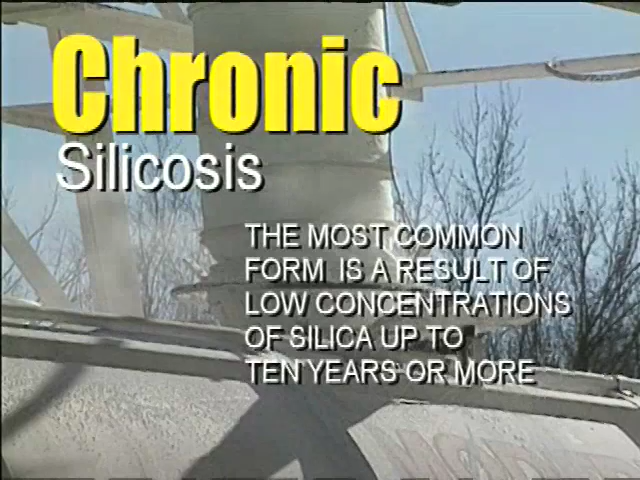 Chronic
Silicosis
THE MOST COMMON
FORM IS A RESULT OF
LOW CONCENTRATIONS
OF SILICA UP TO
TEN YEARS OR MORE